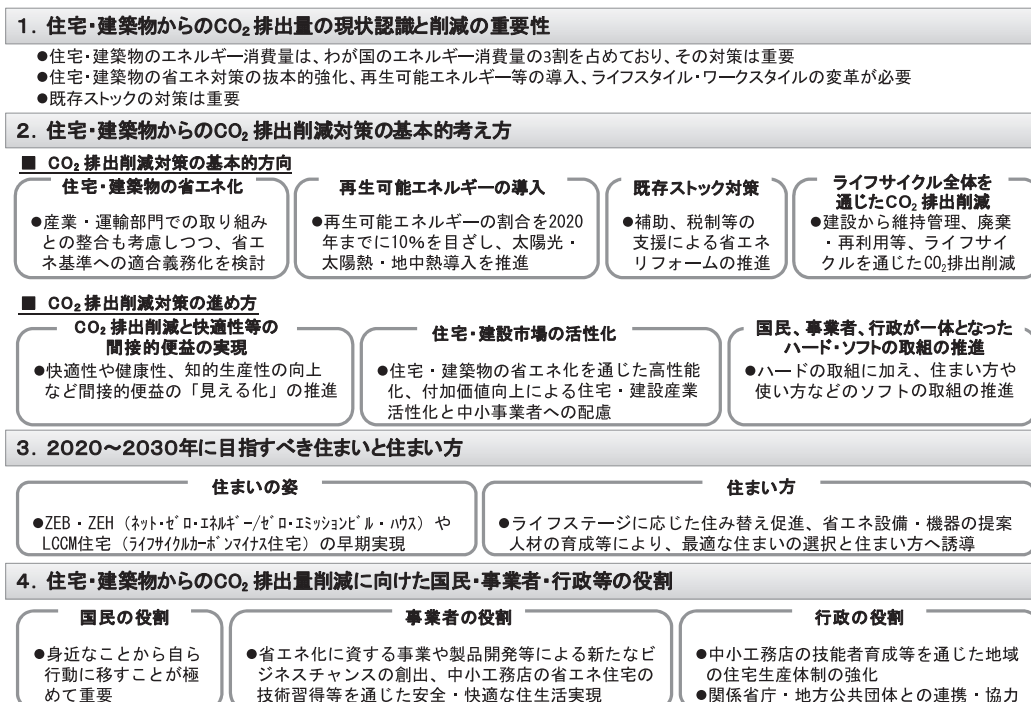 1．住宅・建築物からのCO₂排出量の現状認識と削減の重要性
●住宅・建築物のエネルギー消費量は、わが国のエネルギー消費量の3割を占めており、その対策は重要
●住宅・建築物の省エネ対策の抜本的強化、再生可能エネルギー等の導入、ライフスタイル・ワークスタイルの変革が必要
●既存ストックの対策は重要
2．住宅・建築物からのCO₂排出削減対策の基本的考え方
■ CO₂排出削減対策の基本的方向
住宅・建築物の省エネ化
●産業・運輸部門での取り組み
との整合も考慮しつつ、省エ
ネ基準への適合義務化を検討
再生可能エネルギーの導入
●再生可能エネルギーの割合を2020
年までに10%を目ざし、太陽光・
太陽熱・地中熱導入を推進
既存ストック対策
●補助、税制等の
支援による省エネ
リフォームの推進
ライフサイクル全体を
通じたCO₂排出削減
●建設から維持管理、廃棄
・再利用等、ライフサイ
クルを通じたCO₂排出削減
■ CO₂排出削減対策の進め方
CO₂排出削減と快適性等の
間接的便益の実現
●快適性や健康性、知的生産性の向上
など間接的便益の「見える化」の推進
住宅・建設市場の活性化
●住宅・建築物の省エネ化を通じた高性能
化、付加価値向上による住宅・建設産業
活性化と中小事業者への配慮
国民、事業者、行政が一体となった
ハード・ソフトの取組の推進
●ハードの取組に加え、住まい方や
使い方などのソフトの取組の推進
3．2020～2030年に目指すべき住まいと住まい方
住まいの姿
●ZEB・ZEH（ネット・ゼロ・エネルギー/ゼロ・エミッションビル・ハウス）や
LCCM住宅（ライフサイクルカーボンマイナス住宅）の早期実現
住まい方
●ライフステージに応じた住み替え促進、省エネ設備・機器の提案
人材の育成等により、最適な住まいの選択と住まい方へ誘導
4．住宅・建築物からのCO₂排出量削減に向けた国民・事業者・行政等の役割
国民の役割
●身近なことから自ら
行動に移すことが極
めて重要
事業者の役割
●省エネ化に資する事業や製品開発等による新たなビ
ジネスチャンスの創出、中小工務店の省エネ住宅の
技術習得等を通じた安全・快適な住生活実現
行政の役割
●中小工務店の技能者育成等を通じた地域
の住宅生産体制の強化
●関係省庁・地方公共団体との連携・協力